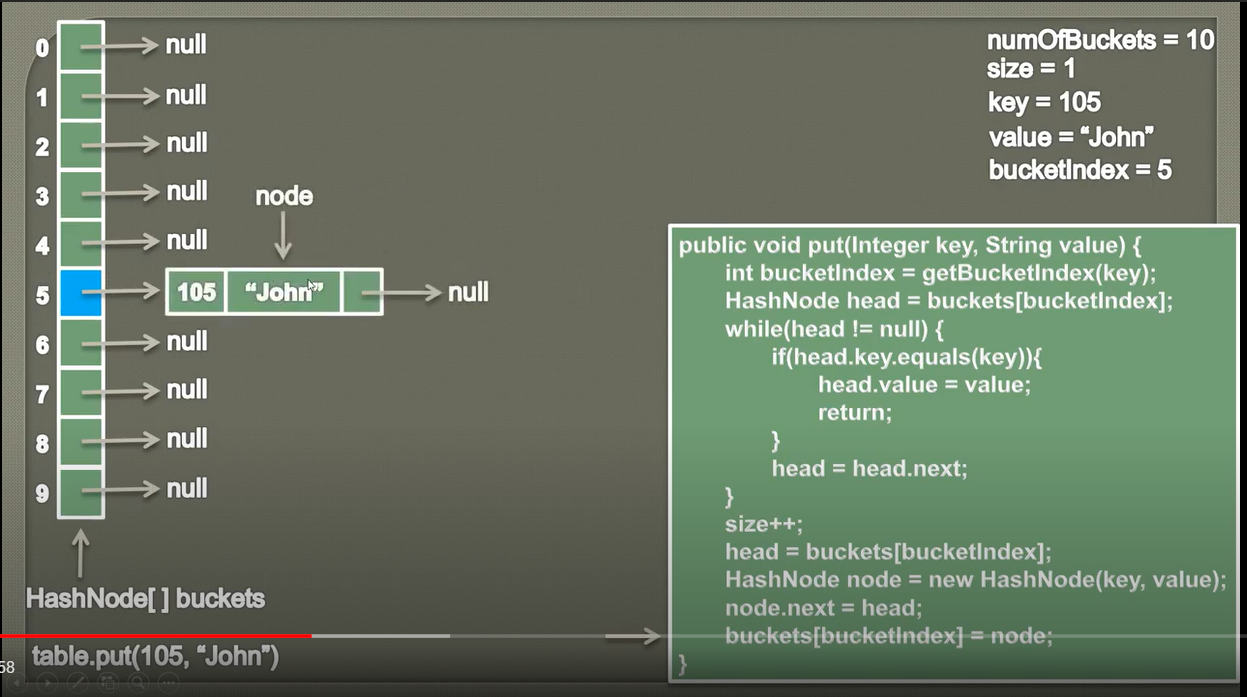 0 null
1 null
2 null
3 null
4 null
5 105 “John” null
6 null
7 null
8 null
9 null
node
HashNode[ ] buckets
table.put(105, “John”)
58
numOfBuckets = 10
size = 1
key = 105
value = “John”
bucketIndex = 5
public void put(Integer key, String value) {
int bucketIndex = getBucketIndex(key);
HashNode head = buckets[bucketIndex];
while(head != null) {
if(head.key.equals(key)){
head.value = value;
return;
}
head = head.next;
}
size++;
head = buckets[bucketIndex];
HashNode node = new HashNode(key, value);
node.next = head;
buckets[bucketIndex] = node;
}